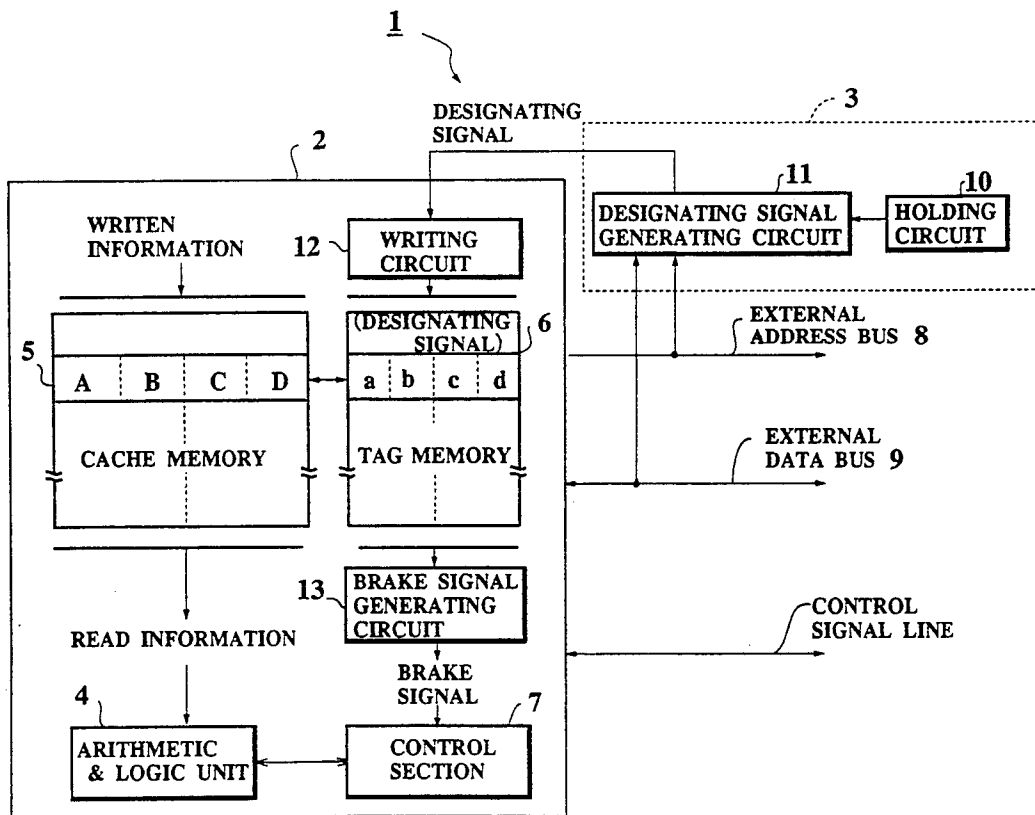 1
DESIGNATING
SIGNAL
3
2
11
10
DESIGNATING SIGNAL
GENERATING CIRCUIT
HOLDING
CIRCUIT
WRITEN
INFORMATION
12
WRITING
CIRCUIT
(DESIGNATING
SIGNAL)
6
EXTERNAL
ADDRESS BUS 8
5
A B C D
a b c d
CACHE MEMORY
TAG MEMORY
EXTERNAL
DATA BUS 9
13
BRAKE SIGNAL
GENERATING
CIRCUIT
READ INFORMATION
CONTROL
SIGNAL LINE
BRAKE
SIGNAL
4
7
ARITHMETIC
& LOGIC UNIT
CONTROL
SECTION